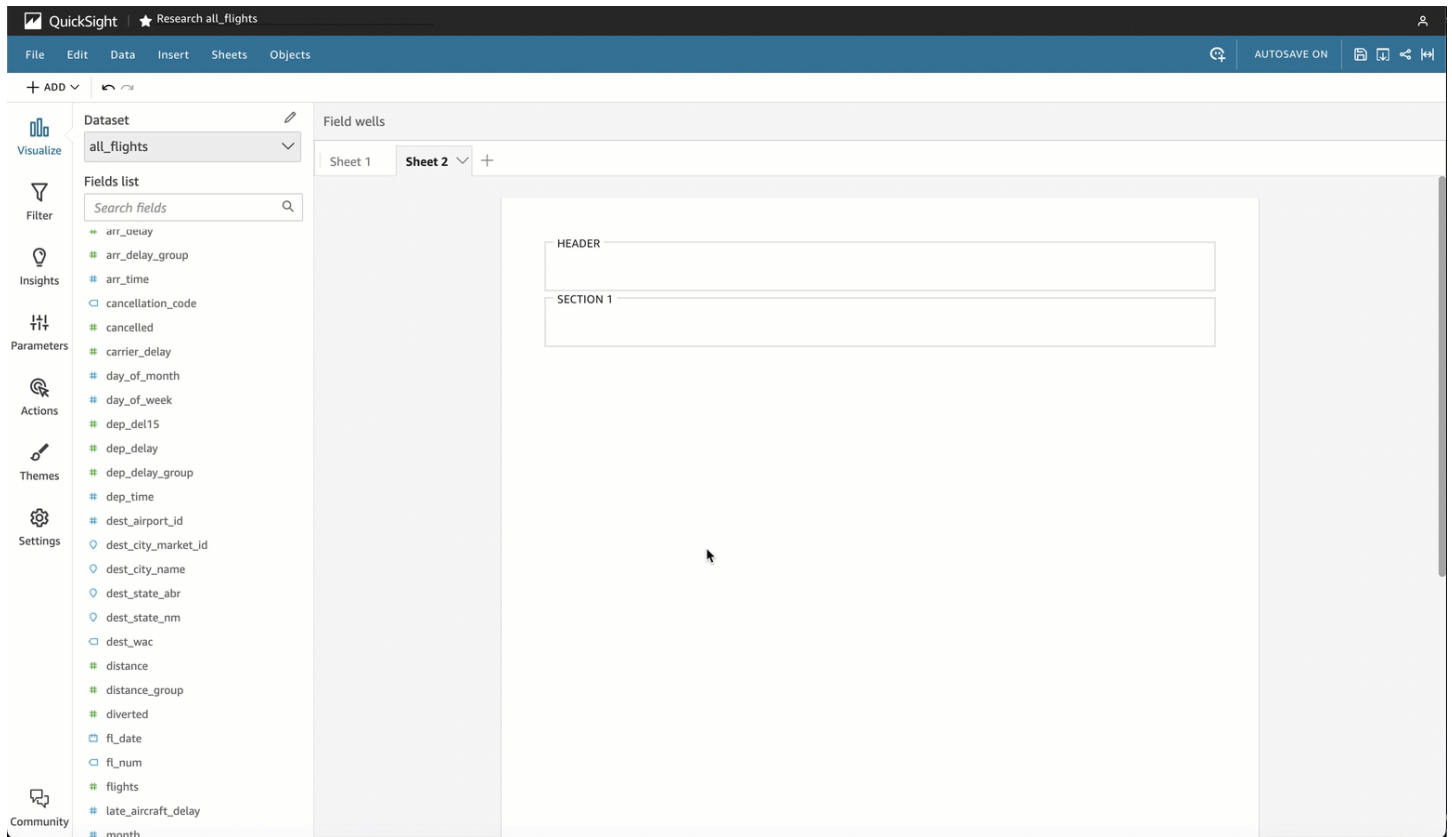 QuickSight
Research all_flights
File Edit Data Insert Sheets Objects
AUTOSAVE ON
ADD
Visualize
Filter
Insights
Parameters
Actions
Themes
Settings
Community
Dataset
all_flights
Fields list
Search fields
arr_delay
arr_delay_group
arr_time
cancellation_code
cancelled
carrier_delay
day_of_month
day_of_week
dep_del15
dep_delay
dep_delay_group
dep_time
dest_airport_id
dest_city_market_id
dest_city_name
dest_state_abr
dest_state_nm
dest_wac
distance
distance_group
diverted
fl_date
fl_num
flights
late_aircraft_delay
month
Field wells
Sheet 1 Sheet 2
HEADER
SECTION 1